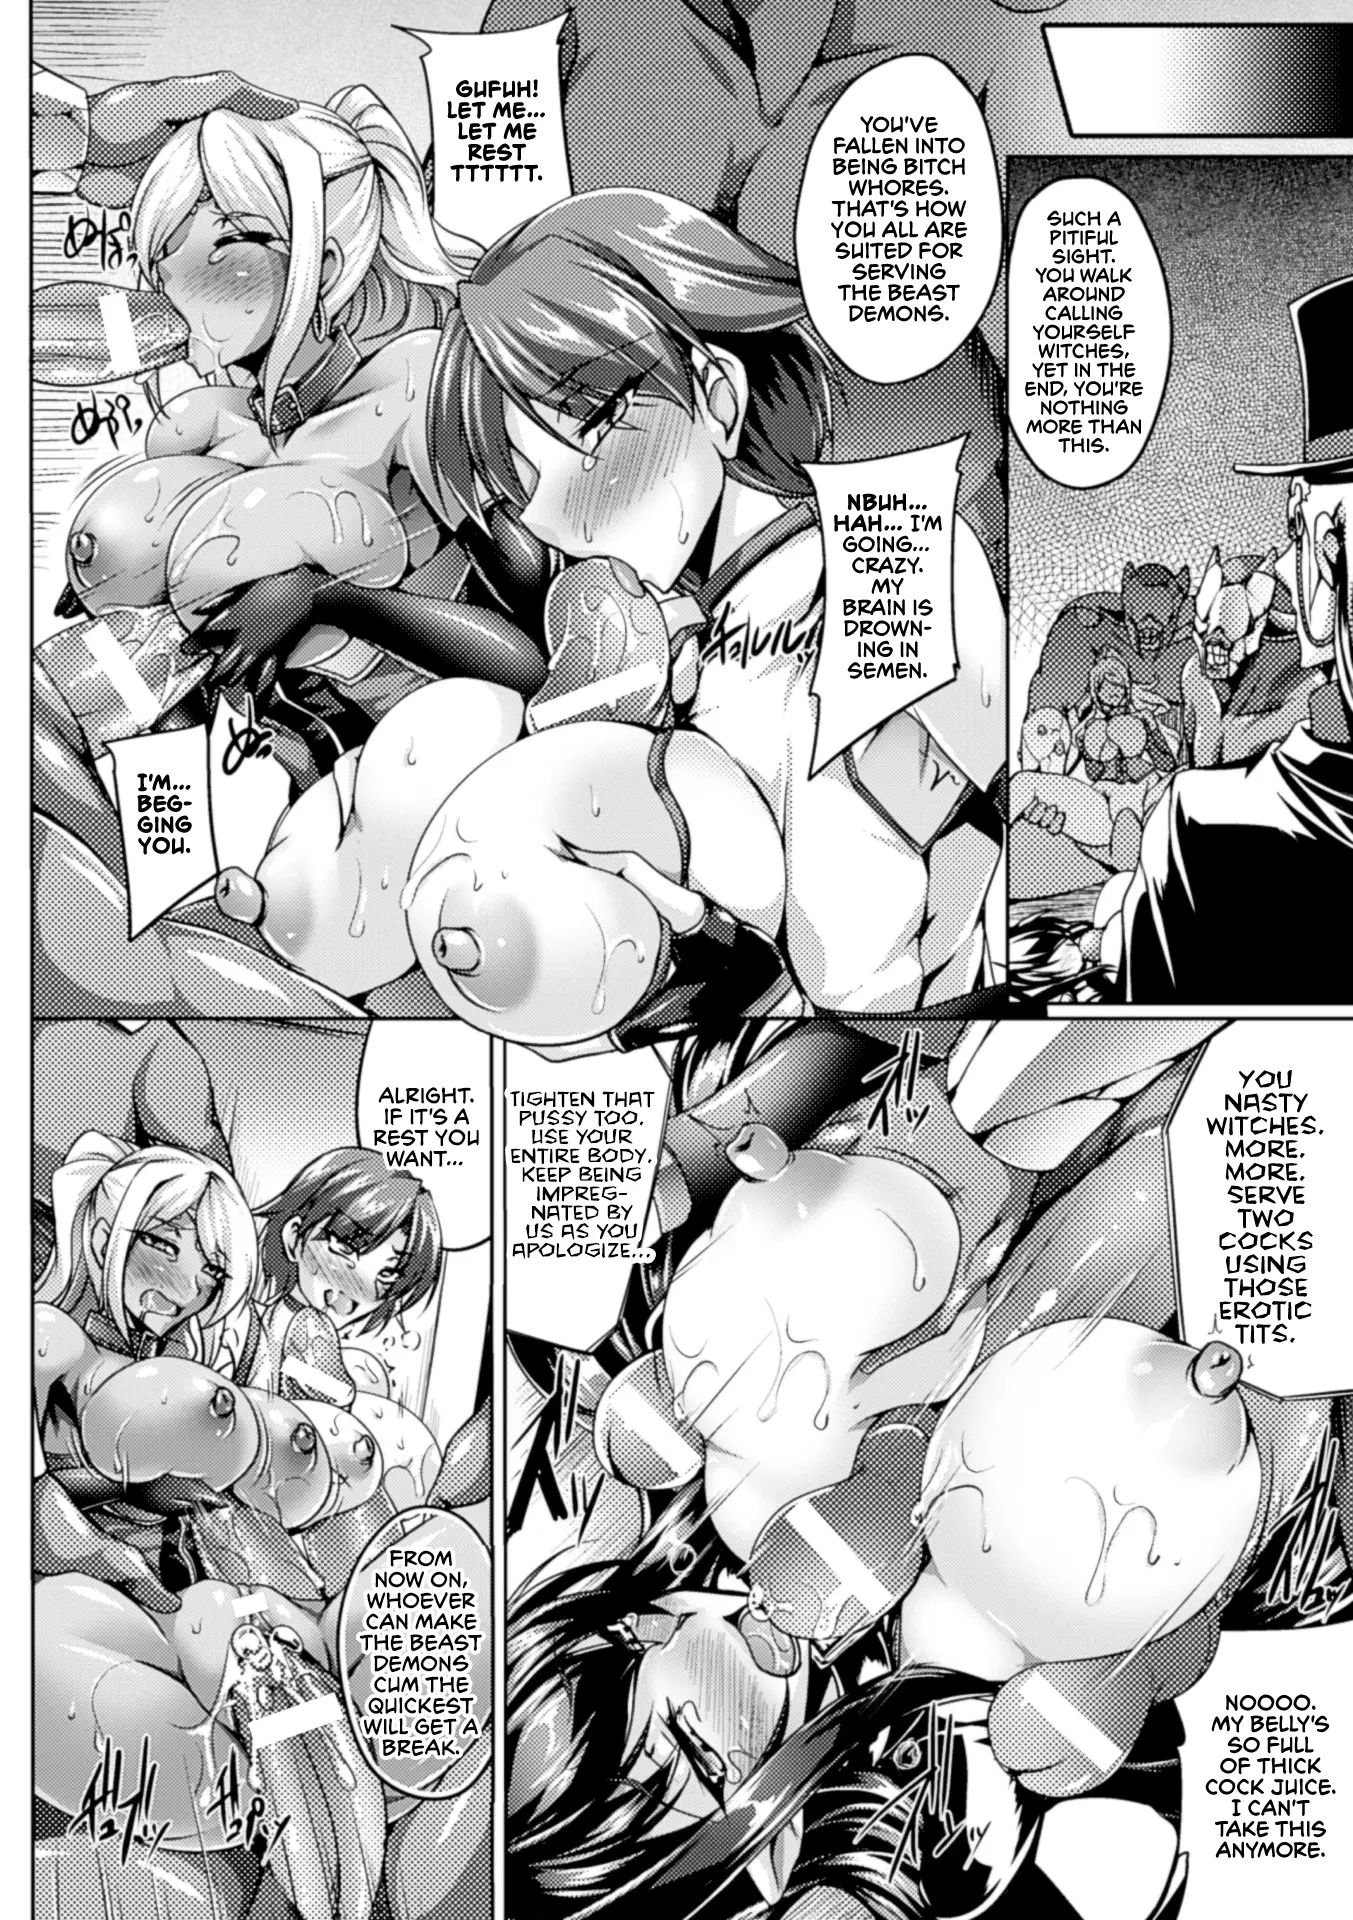 SUCH A
PITIFUL
SIGHT.
YOU WALK
AROUND
CALLING
YOURSELF
WITCHES,
YET IN THE
END, YOU'RE
NOTHING
MORE THAN
THIS.
YOU'VE
FALLEN INTO
BEING BITCH
WHORES.
THAT'S HOW
YOU ALL ARE
SUITED FOR
SERVING
THE BEAST
DEMONS.
GUFUH!
LET ME...
LET ME
REST
TTTTTT.
NBUH...
HAH... I'M
GOING...
CRAZY.
MY
BRAIN IS
DROWN-
ING IN
SEMEN.
I'M...
BEG-
GING
YOU.
YOU
NASTY
WITCHES.
MORE.
MORE.
SERVE
TWO
COCKS
USING
THOSE
EROTIC
TITS.
TIGHTEN THAT
PUSSY TOO.
USE YOUR
ENTIRE BODY.
KEEP BEING
IMPREG-
NATED BY
US AS YOU
APOLOGIZE...
NOOOO.
MY BELLY'S
SO FULL
OF THICK
COCK JUICE.
I CAN'T
TAKE THIS
ANYMORE.
ALRIGHT.
IF IT'S A
REST YOU
WANT...
FROM
NOW ON,
WHOEVER
CAN MAKE
THE BEAST
DEMONS
CUM THE
QUICKEST
WILL GET A
BREAK.